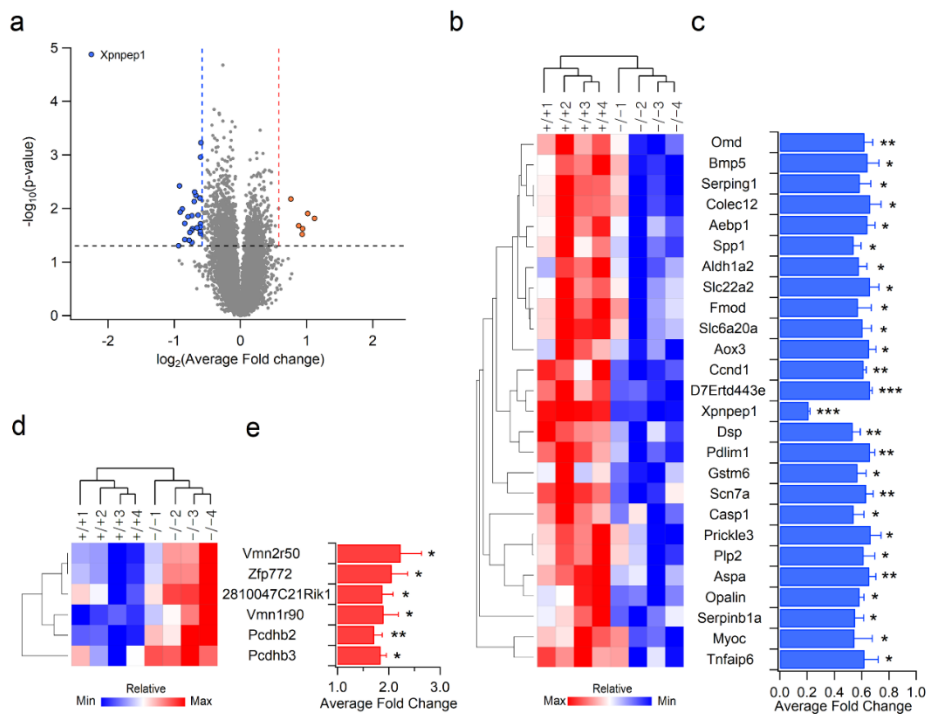 a
Xpnpep1
5
4
3
2
1
0
-log10(p-value)
-2
-1
0
1
2
log2(Average Fold change)
b
+/+1
+/+2
+/+3
+/+4
-/-1
-/-2
-/-3
-/-4
Omd
Bmp5
Serping1
Colec12
Aebp1
Spp1
Aldh1a2
Slc22a2
Fmod
Slc6a20a
Aox3
Ccnd1
D7Ertd443e
Xpnpep1
Dsp
Pdlim1
Gstm6
Scn7a
Casp1
Prickle3
Plp2
Aspa
Opalin
Serpinb1a
Myoc
Tnfaip6
Relative
Max
Min
c
**
*
*
*
*
*
*
*
*
*
*
**
***
***
**
**
*
**
*
*
*
**
*
*
*
*
0.0 0.2 0.4 0.6 0.8 1.0
Average Fold Change
d
+/+1
+/+2
+/+3
+/+4
-/-1
-/-2
-/-3
-/-4
Vmn2r50
Zfp772
2810047C21Rik1
Vmn1r90
Pcdhb2
Pcdhb3
Relative
Min
Max
e
*
*
*
*
**
*
1.0 2.0 3.0
Average Fold Change